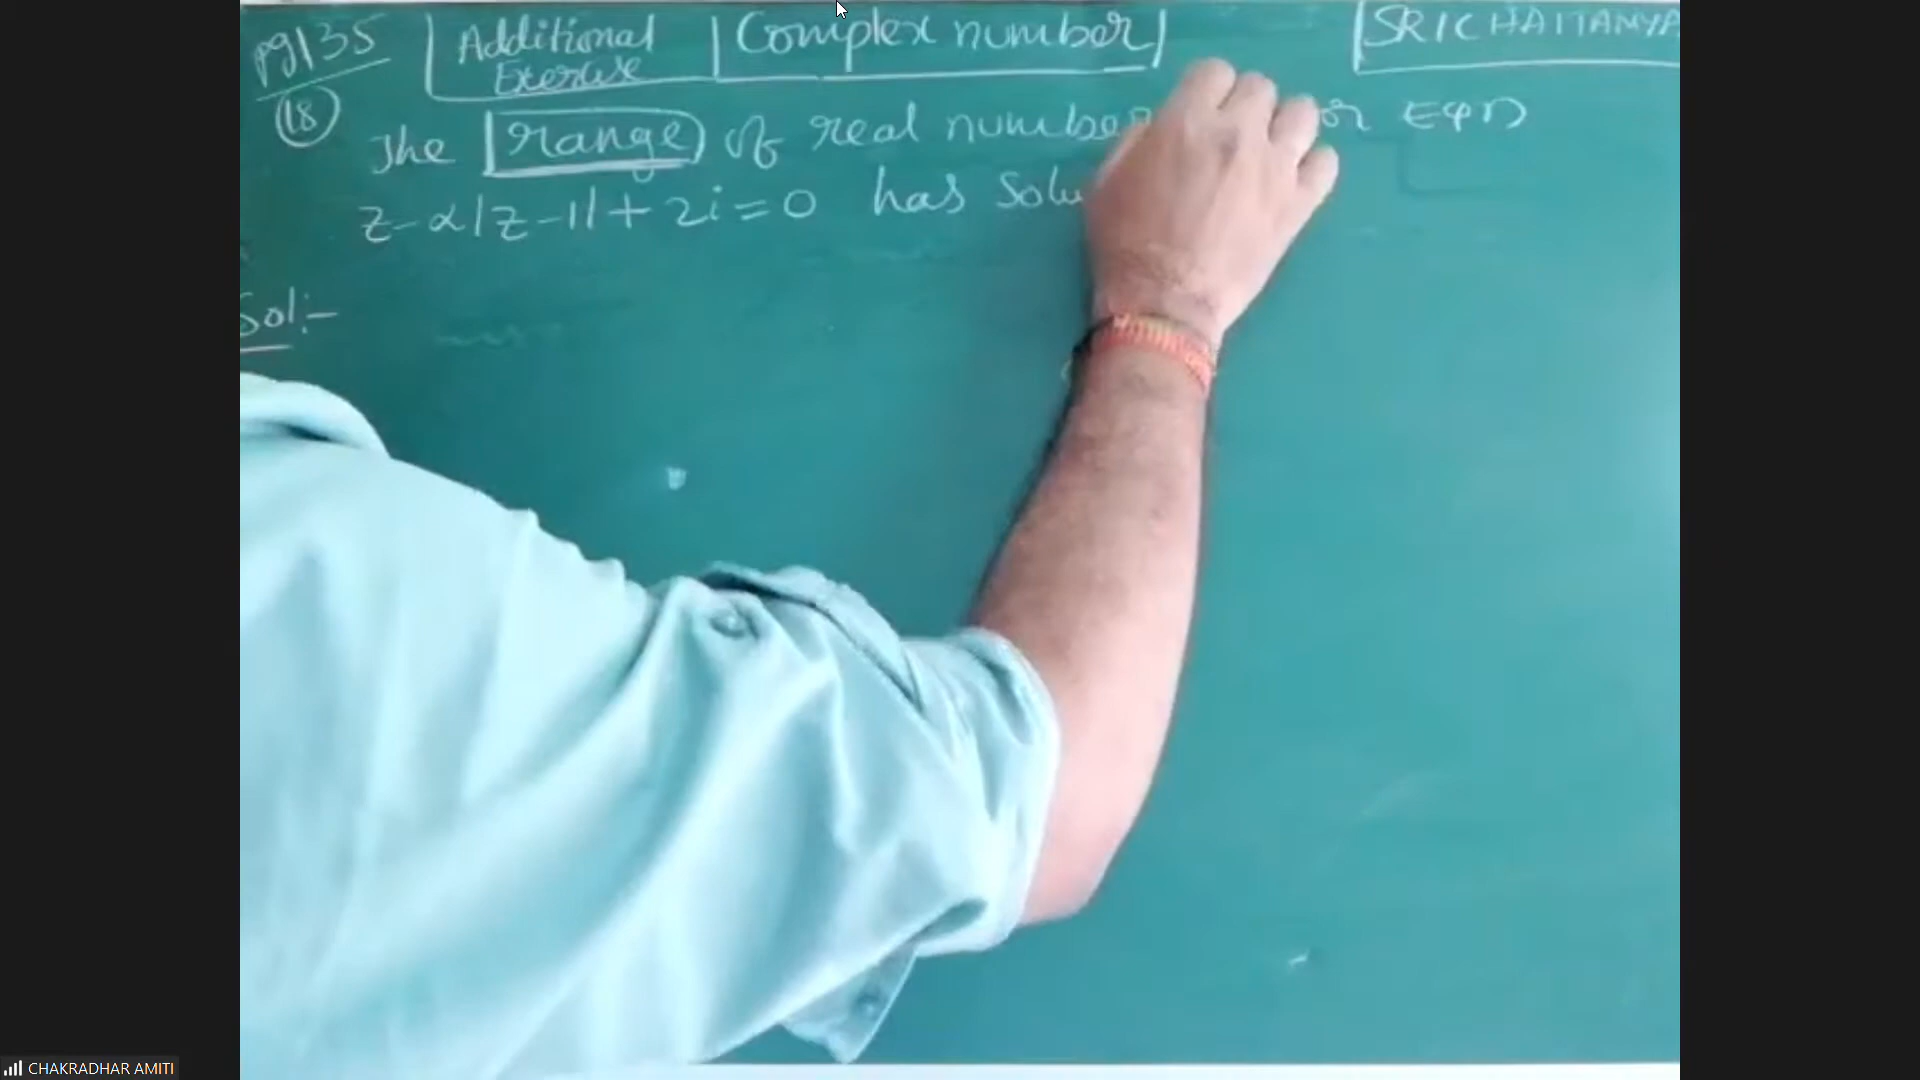 pg135 Additional Complex number SRICHAITANYA
Exercise
18 The range of real number or Eqn
z-α|z-1|+2i=0 has Solu
Sol:-
CHAKRADHAR AMITI